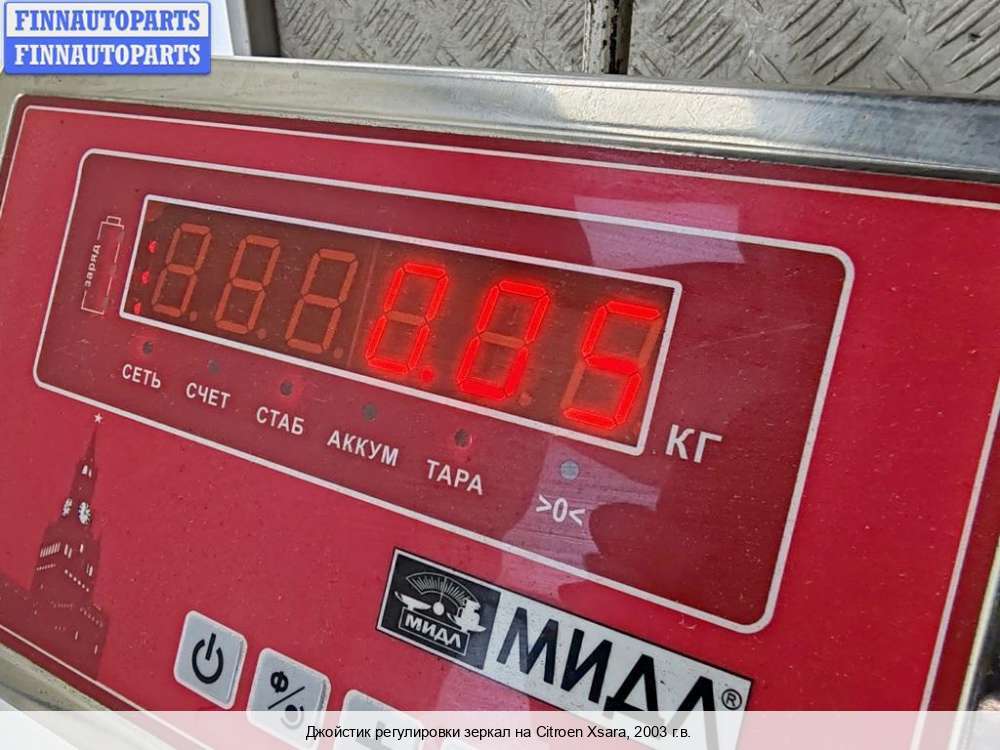 FINNAUTOPARTS
FINNAUTOPARTS
заряд
0.05
КГ
СЕТЬ
СЧЕТ
СТАБ
АККУМ
ТАРА
>0<
МИДЛ
МИДЛ®
Джойстик регулировки зеркал на Citroen Xsara, 2003 г.в.